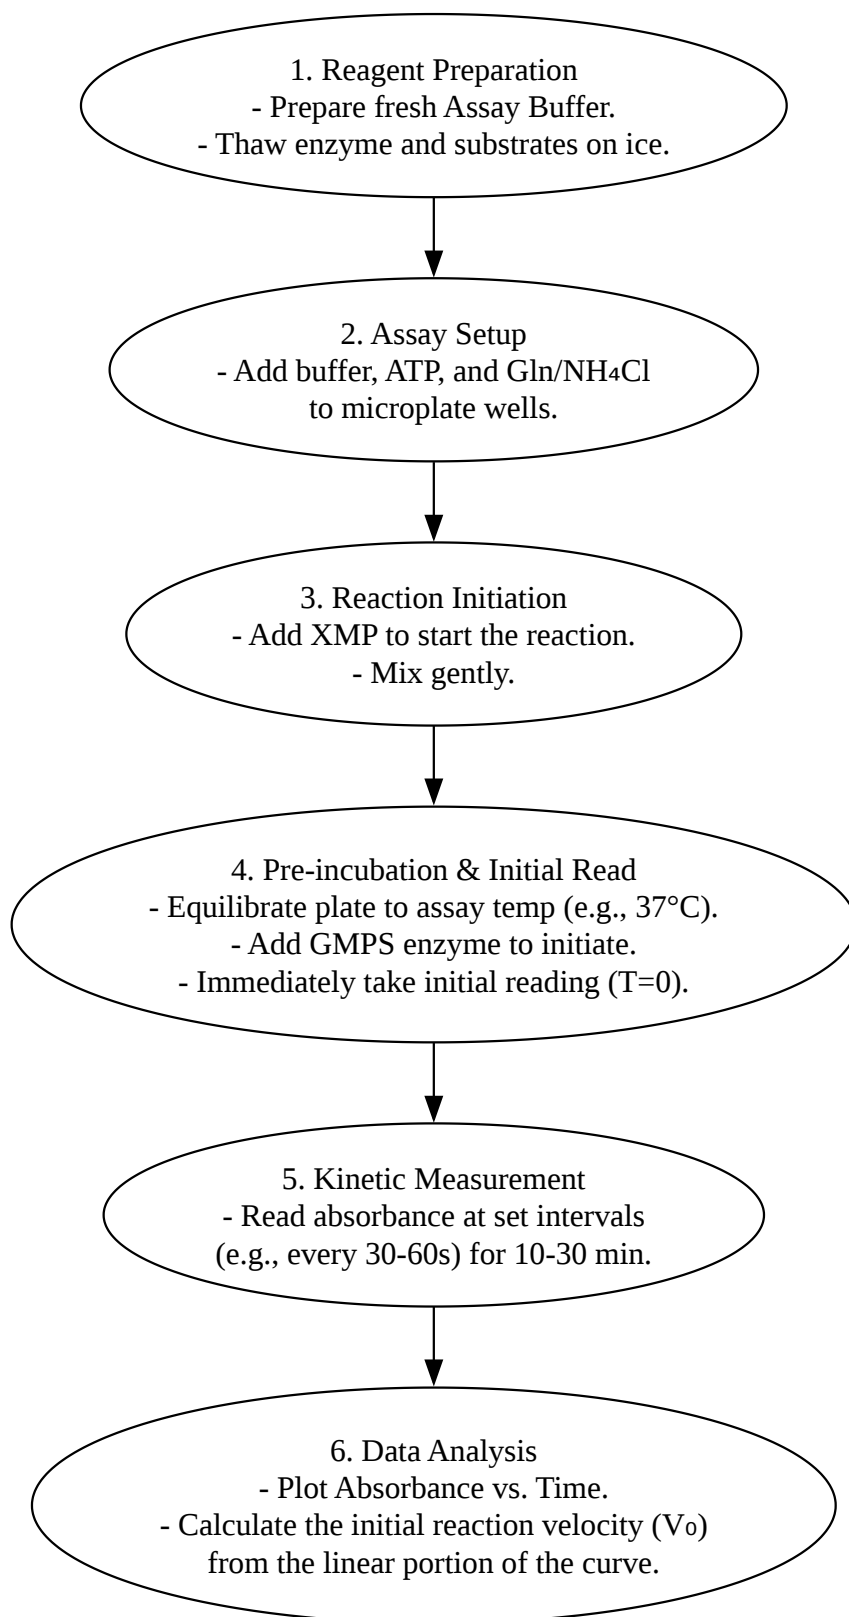 1. Reagent Preparation
- Prepare fresh Assay Buffer.
- Thaw enzyme and substrates on ice.
2. Assay Setup
- Add buffer, ATP, and Gln/NH₄Cl
to microplate wells.
3. Reaction Initiation
- Add XMP to start the reaction.
- Mix gently.
4. Pre-incubation & Initial Read
- Equilibrate plate to assay temp (e.g., 37°C).
- Add GMPS enzyme to initiate.
- Immediately take initial reading (T=0).
5. Kinetic Measurement
- Read absorbance at set intervals
(e.g., every 30-60s) for 10-30 min.
6. Data Analysis
- Plot Absorbance vs. Time.
- Calculate the initial reaction velocity (V₀)
from the linear portion of the curve.